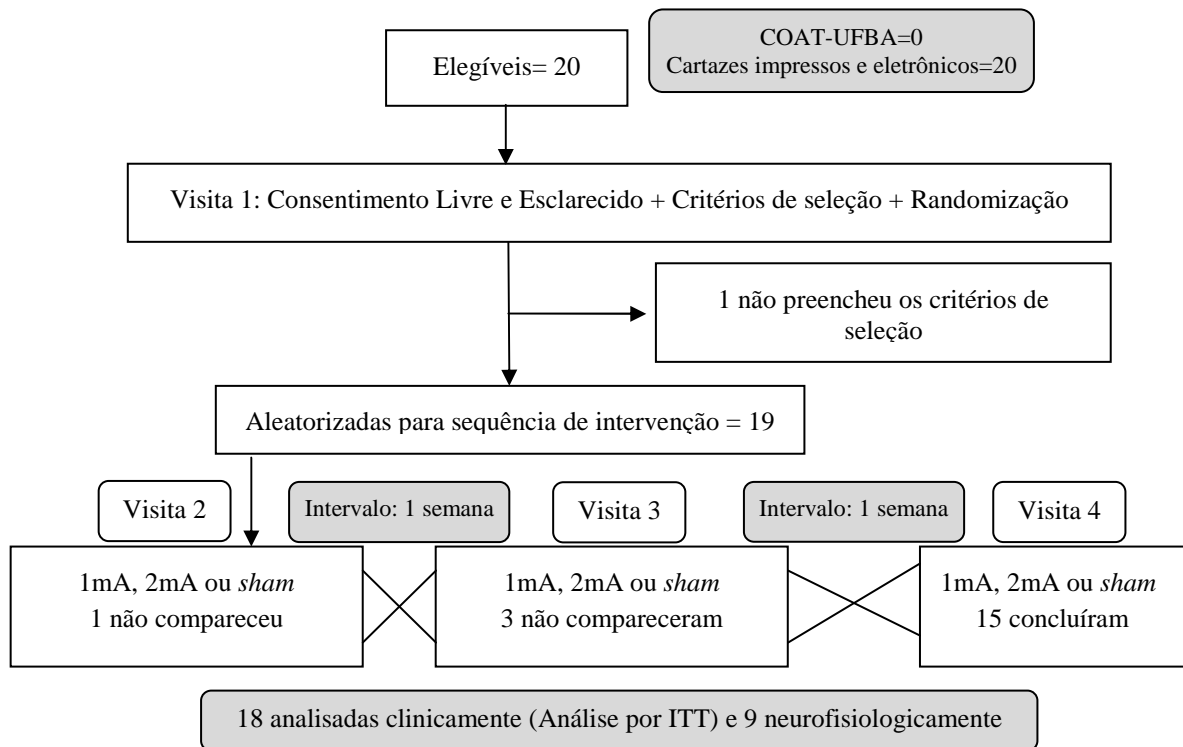 Elegíveis= 20
COAT-UFBA=0
Cartazes impressos e eletrônicos=20
Visita 1: Consentimento Livre e Esclarecido + Critérios de seleção + Randomização
1 não preencheu os critérios de
seleção
Aleatorizadas para sequência de intervenção = 19
Visita 2
Intervalo: 1 semana
Visita 3
Intervalo: 1 semana
Visita 4
1mA, 2mA ou sham
1 não compareceu
1mA, 2mA ou sham
3 não compareceram
1mA, 2mA ou sham
15 concluíram
18 analisadas clinicamente (Análise por ITT) e 9 neurofisiologicamente